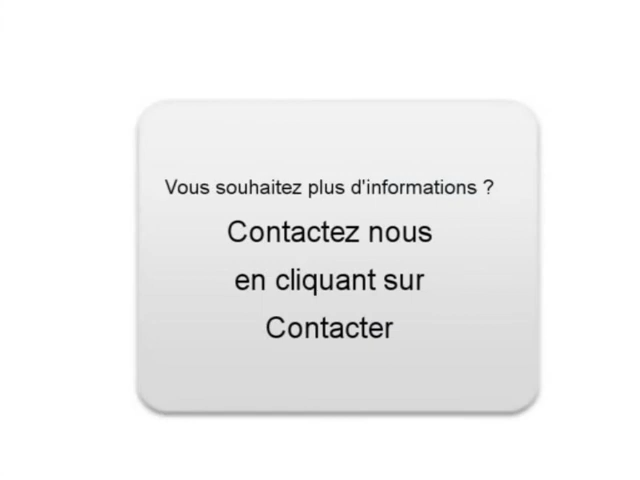 Vous souhaitez plus d'informations ?
Contactez nous
en cliquant sur
Contacter